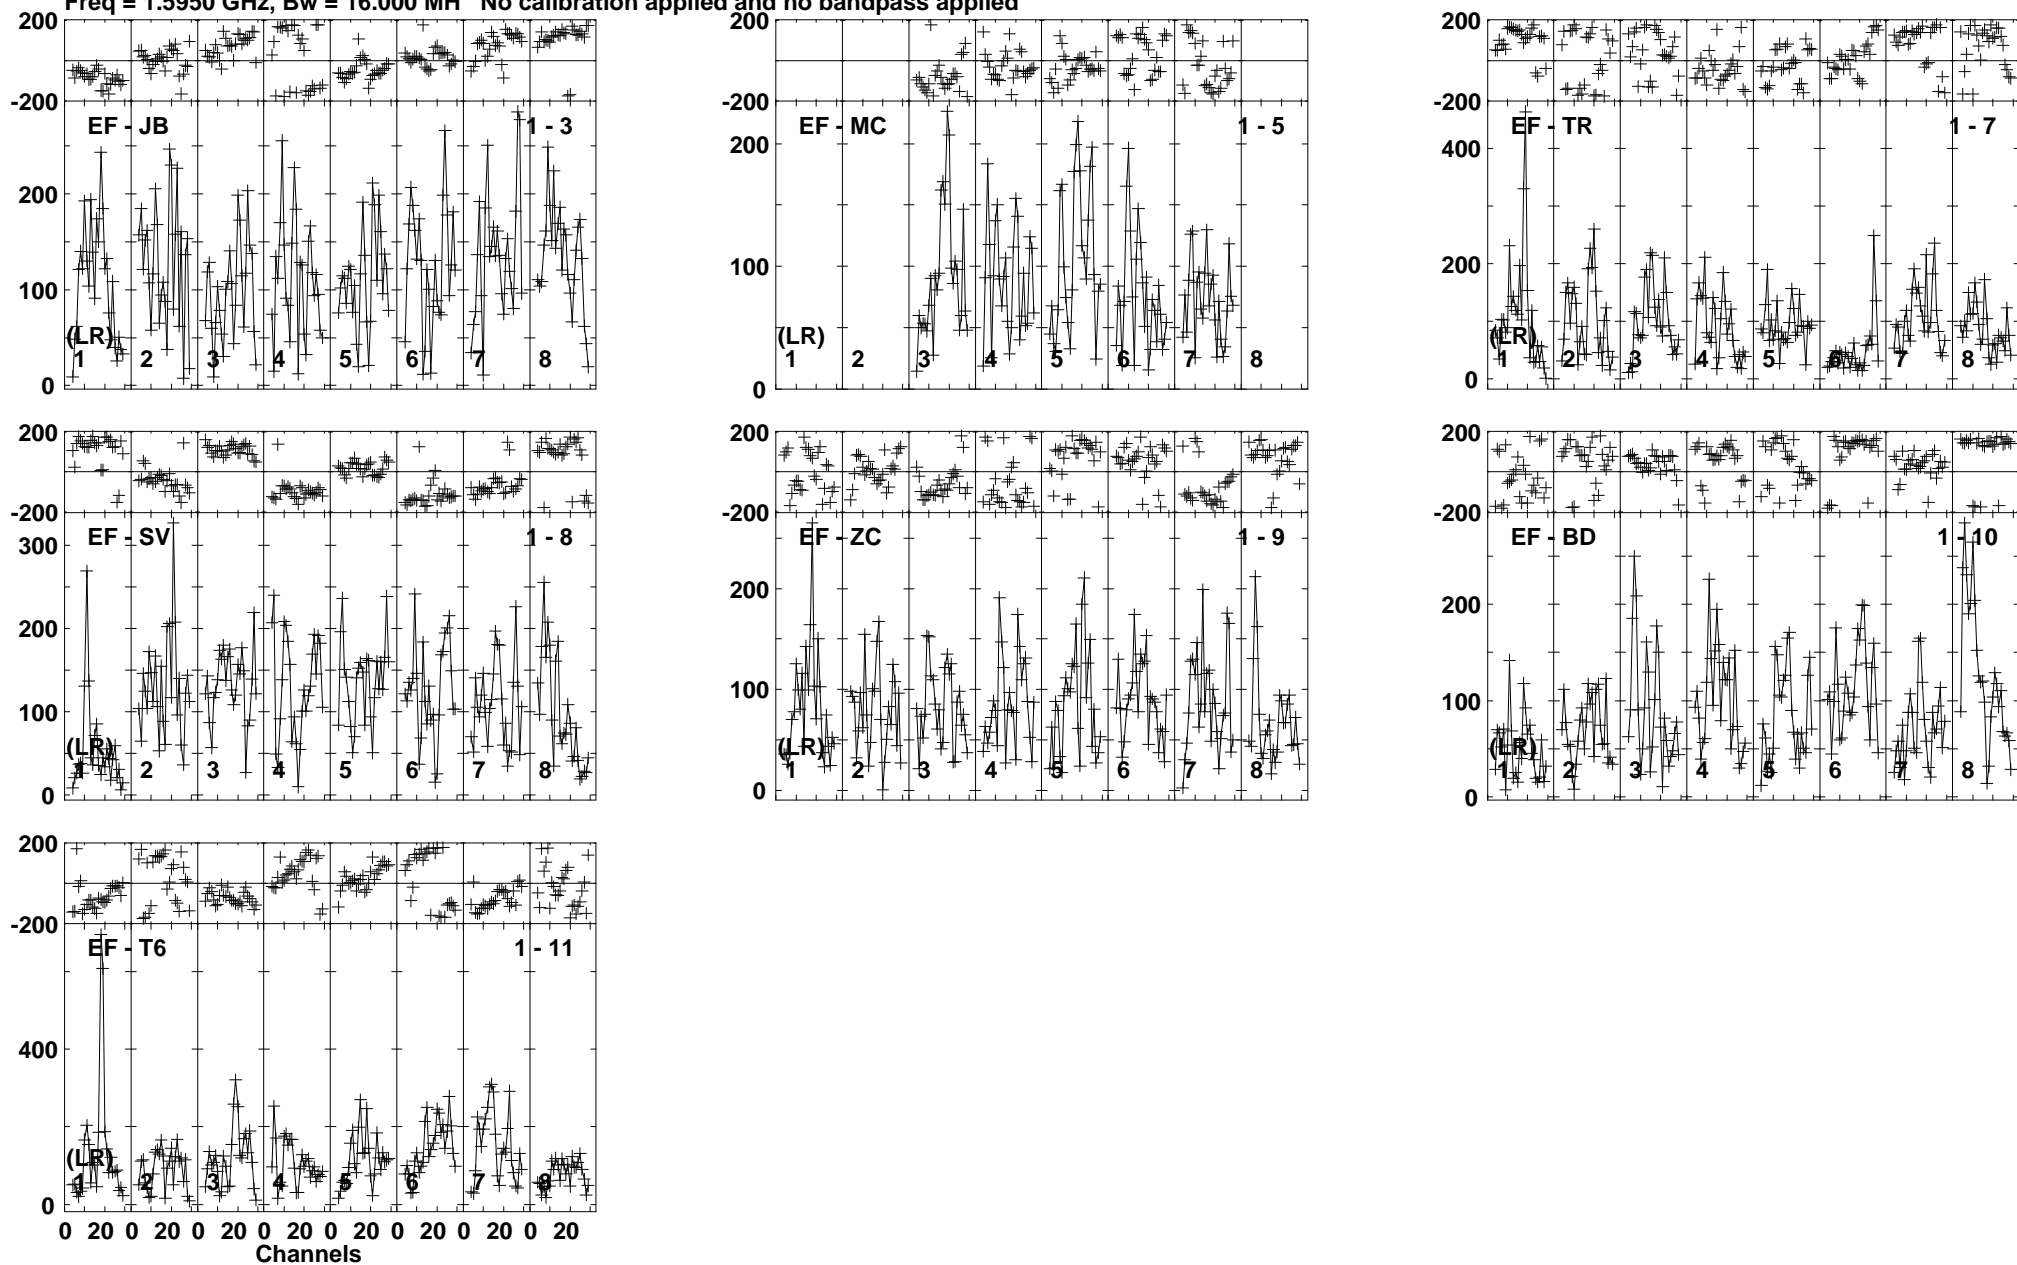 Freq = 1.5950 GHz, Bw = 16.000 MH No calibration applied and no bandpass applied
200 200 200
-200 -200 -200
EF - JB 1 - 3 EF - MC 1 - 5 EF - TR 1 - 7
200 200 400
100 100 200
(LR) (LR) (LR)
1 2 3 4 5 6 7 8 1 2 3 4 5 6 7 8 1 2 3 4 5 6 7 8
0 0 0
200 200 200
-200 -200 -200
EF - SV 1 - 8 EF - ZC 1 - 9 EF - BD 1 - 10
300
200 200 200
100 100 100
(LR) (LR) (LR)
1 2 3 4 5 6 7 8 1 2 3 4 5 6 7 8 1 2 3 4 5 6 7 8
0 0 0
200
-200
EF - T6 1 - 11
400
(LR)
1 2 3 4 5 6 7 8
0
0 20 0 20 0 20 0 20 0 20 0 20 0 20 0 20
Channels